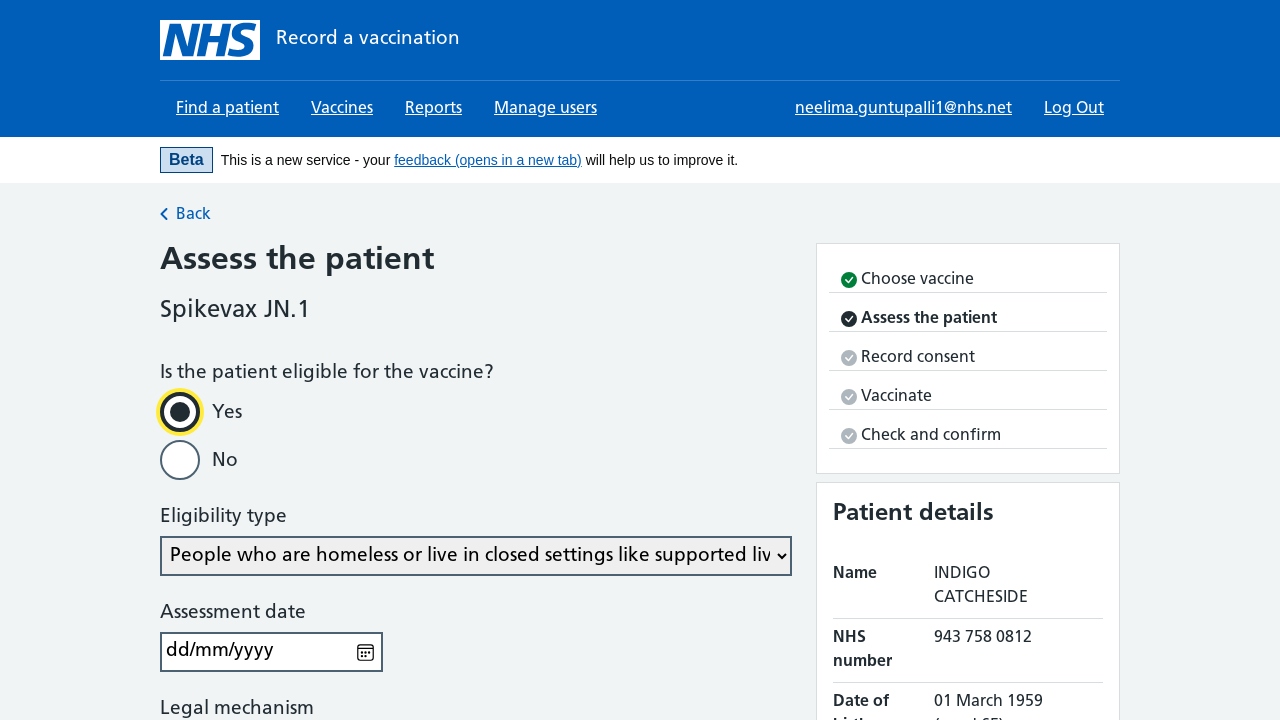 NHS Record a vaccination
Find a patient Vaccines Reports Manage users neelima.guntupalli1@nhs.net Log Out
Beta This is a new service - your feedback (opens in a new tab) will help us to improve it.
Back
Assess the patient
Spikevax JN.1
Is the patient eligible for the vaccine?
Yes
No
Eligibility type
People who are homeless or live in closed settings like supported liv
Assessment date
dd/mm/yyyy
Legal mechanism
Choose vaccine
Assess the patient
Record consent
Vaccinate
Check and confirm
Patient details
Name INDIGO
CATCHESIDE
NHS 943 758 0812
number
Date of 01 March 1959